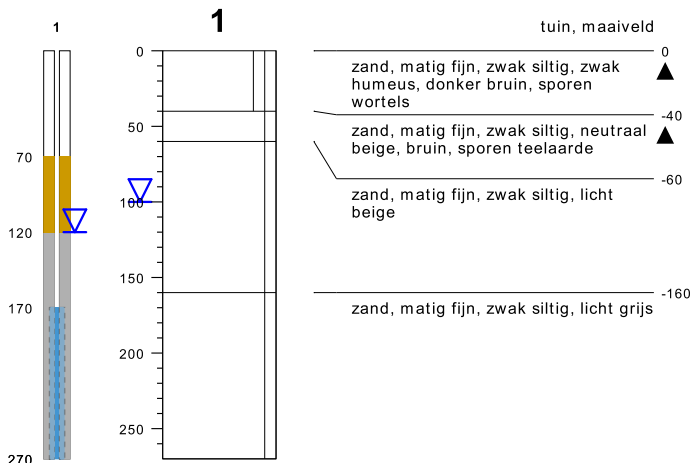 1
1
tuin, maaiveld
0
0
zand, matig fijn, zwak siltig, zwak
humeus, donker bruin, sporen
wortels
-40
50
zand, matig fijn, zwak siltig, neutraal
beige, bruin, sporen teelaarde
70
-60
zand, matig fijn, zwak siltig, licht
beige
100
120
150
-160
170
zand, matig fijn, zwak siltig, licht grijs
200
250
270